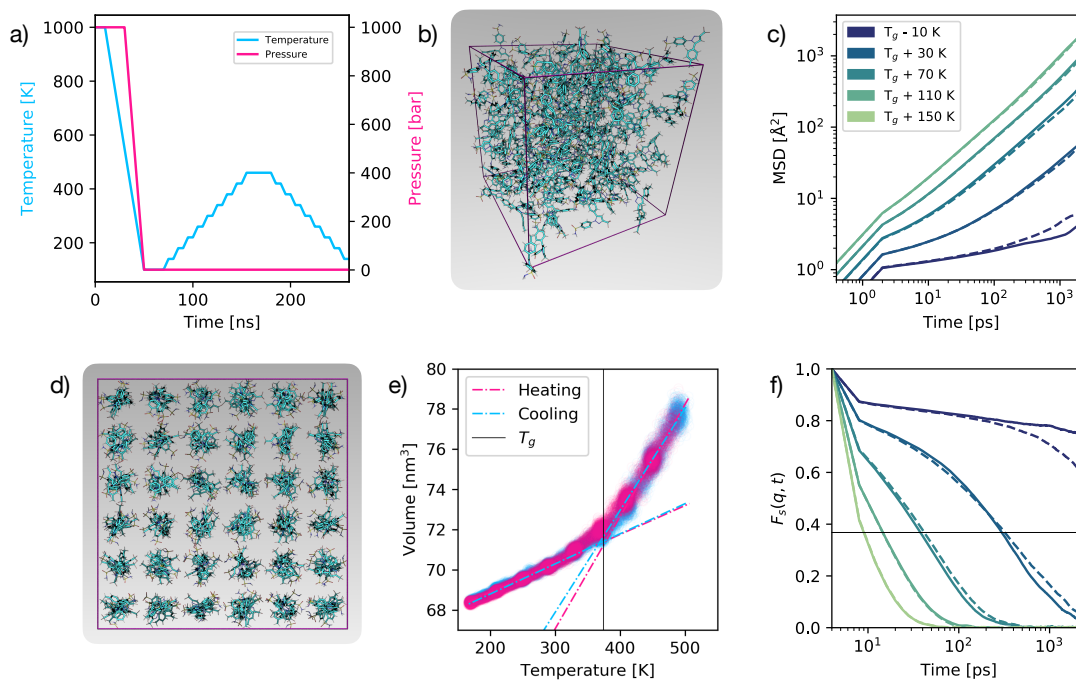 a)
1000
800
600
400
200
Temperature [K]
Temperature
Pressure
1000
800
600
400
200
0
Pressure [bar]
0
100
200
Time [ns]
b)
c)
10³
10²
10¹
10⁰
MSD [Å²]
T_g - 10 K
T_g + 30 K
T_g + 70 K
T_g + 110 K
T_g + 150 K
10⁰
10¹
10²
10³
Time [ps]
d)
e)
80
78
76
74
72
70
68
Volume [nm³]
Heating
Cooling
T_g
200
300
400
500
Temperature [K]
f)
1.0
0.8
0.6
0.4
0.2
0.0
F_s(q, t)
10¹
10²
10³
Time [ps]